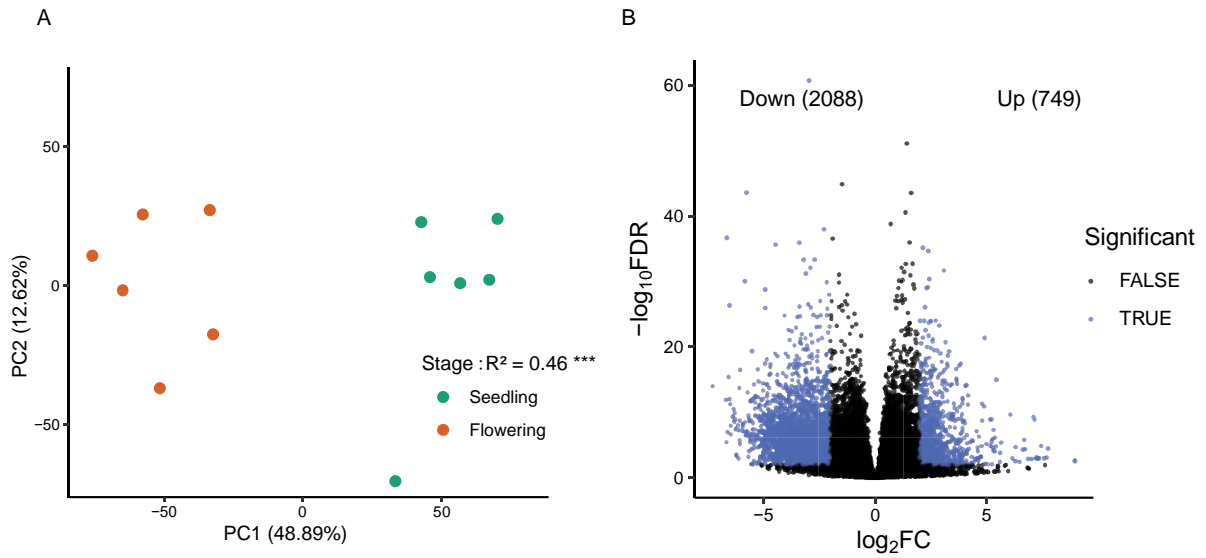 A
50
0
−50
−50
0
50
PC2 (12.62%)
PC1 (48.89%)
Stage : R² = 0.46 ***
Seedling
Flowering
B
Down (2088)
Up (749)
60
40
20
0
−5
0
5
−log₁₀FDR
log₂FC
Significant
FALSE
TRUE